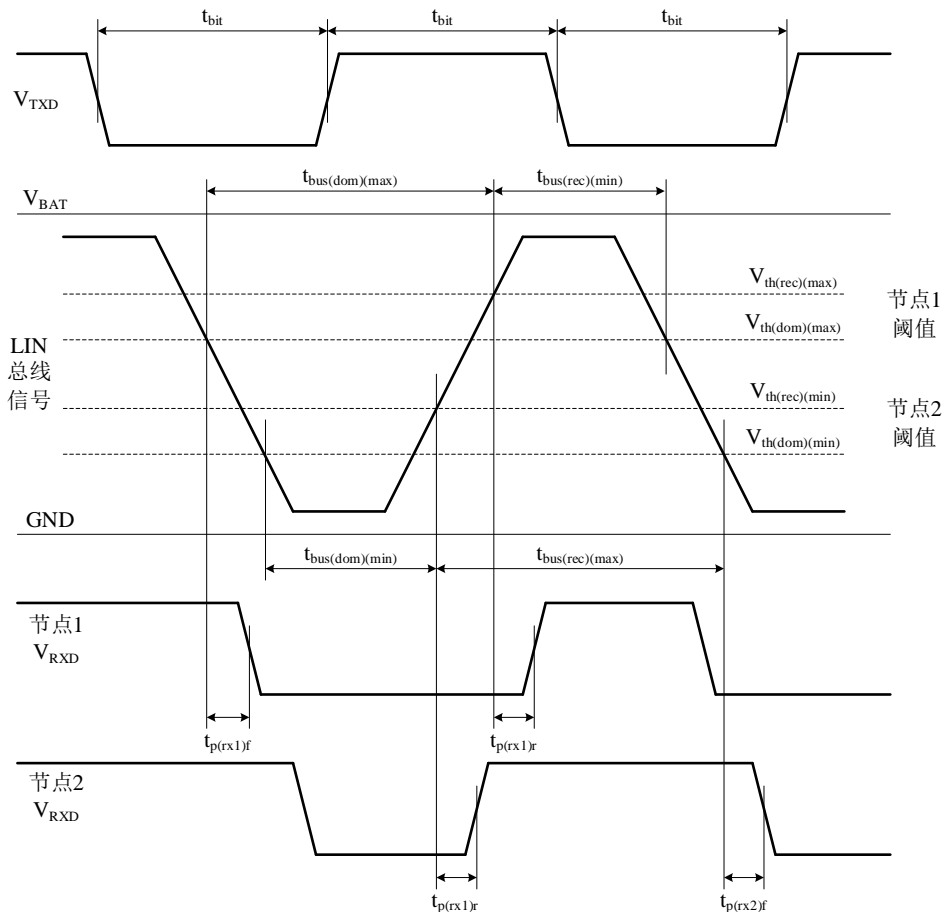 t_bit t_bit t_bit
V_TXD
t_bus(dom)(max) t_bus(rec)(min)
V_BAT
V_th(rec)(max)
V_th(dom)(max)
节点1
阈值
LIN
总线
信号
V_th(rec)(min)
V_th(dom)(min)
节点2
阈值
GND
t_bus(dom)(min) t_bus(rec)(max)
节点1
V_RXD
t_p(rx1)f t_p(rx1)r
节点2
V_RXD
t_p(rx1)r t_p(rx2)f